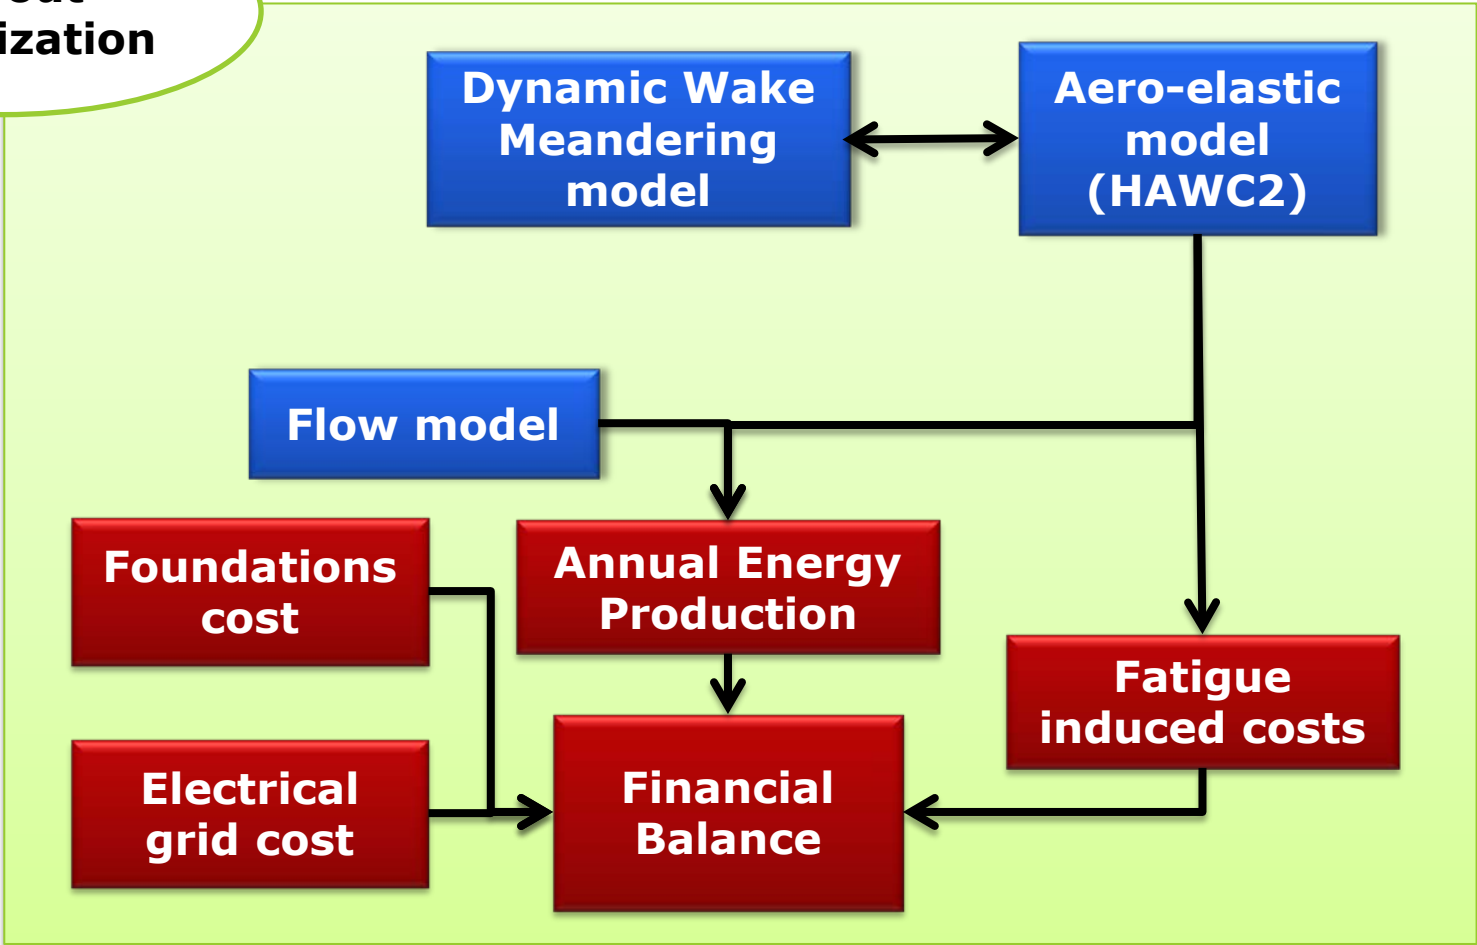 ization
Dynamic Wake
Meandering
model
Aero-elastic
model
(HAWC2)
Flow model
Foundations
cost
Annual Energy
Production
Fatigue
induced costs
Electrical
grid cost
Financial
Balance